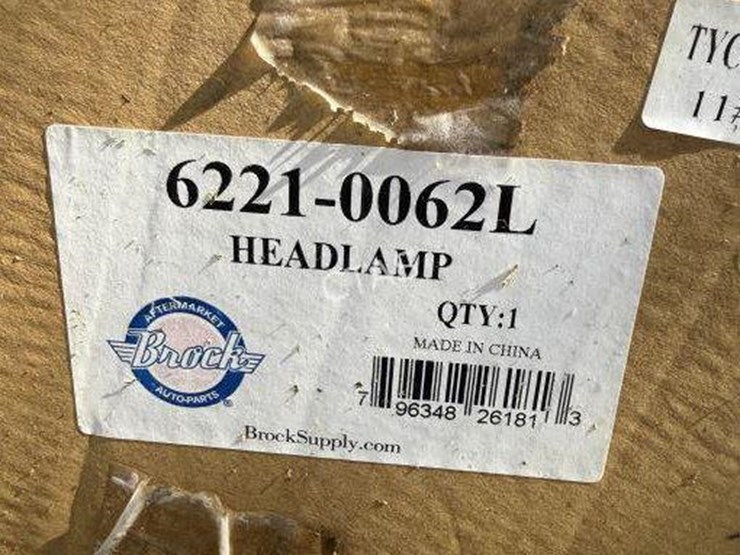 6221-0062L
HEADLAMP
QTY:1
MADE IN CHINA
7 96348 26181 3
AFTERMARKET
Brock
AUTO-PARTS
BrockSupply.com
TYC
11#